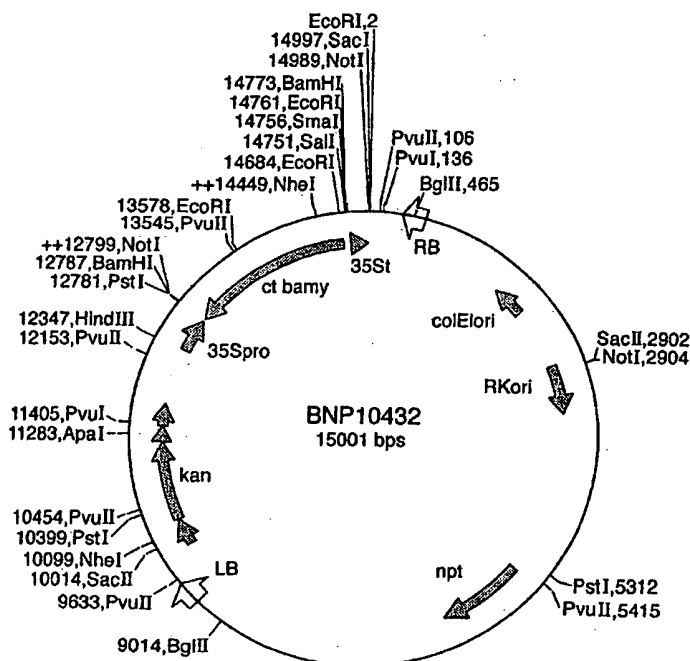 EcoRI,2
14997,SacI
14989,NotI
14773,BamHI
14761,EcoRI
14756,SmaI
14751,SalI
14684,EcoRI
++14449,NheI
13578,EcoRI
13545,PvuII
++12799,NotI
12787,BamHI
12781,PstI
12347,HindIII
12153,PvuII
11405,PvuI
11283,ApaI
10454,PvuII
10399,PstI
10099,NheI
10014,SacII
9633,PvuII
9014,BglII
PvuII,106
PvuI,136
BglII,465
RB
35St
ct bamy
35Spro
colEIori
SacII,2902
NotI,2904
RKori
BNP10432
15001 bps
kan
LB
npt
PstI,5312
PvuII,5415